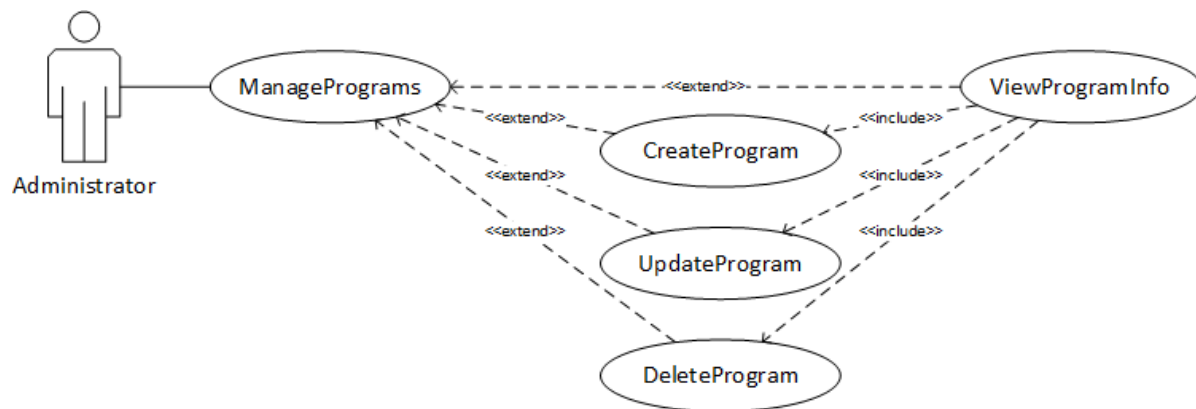 ManagePrograms
<<extend>>
ViewProgramInfo
<<extend>>
<<include>>
CreateProgram
Administrator
<<extend>>
<<include>>
<<extend>>
<<include>>
UpdateProgram
DeleteProgram